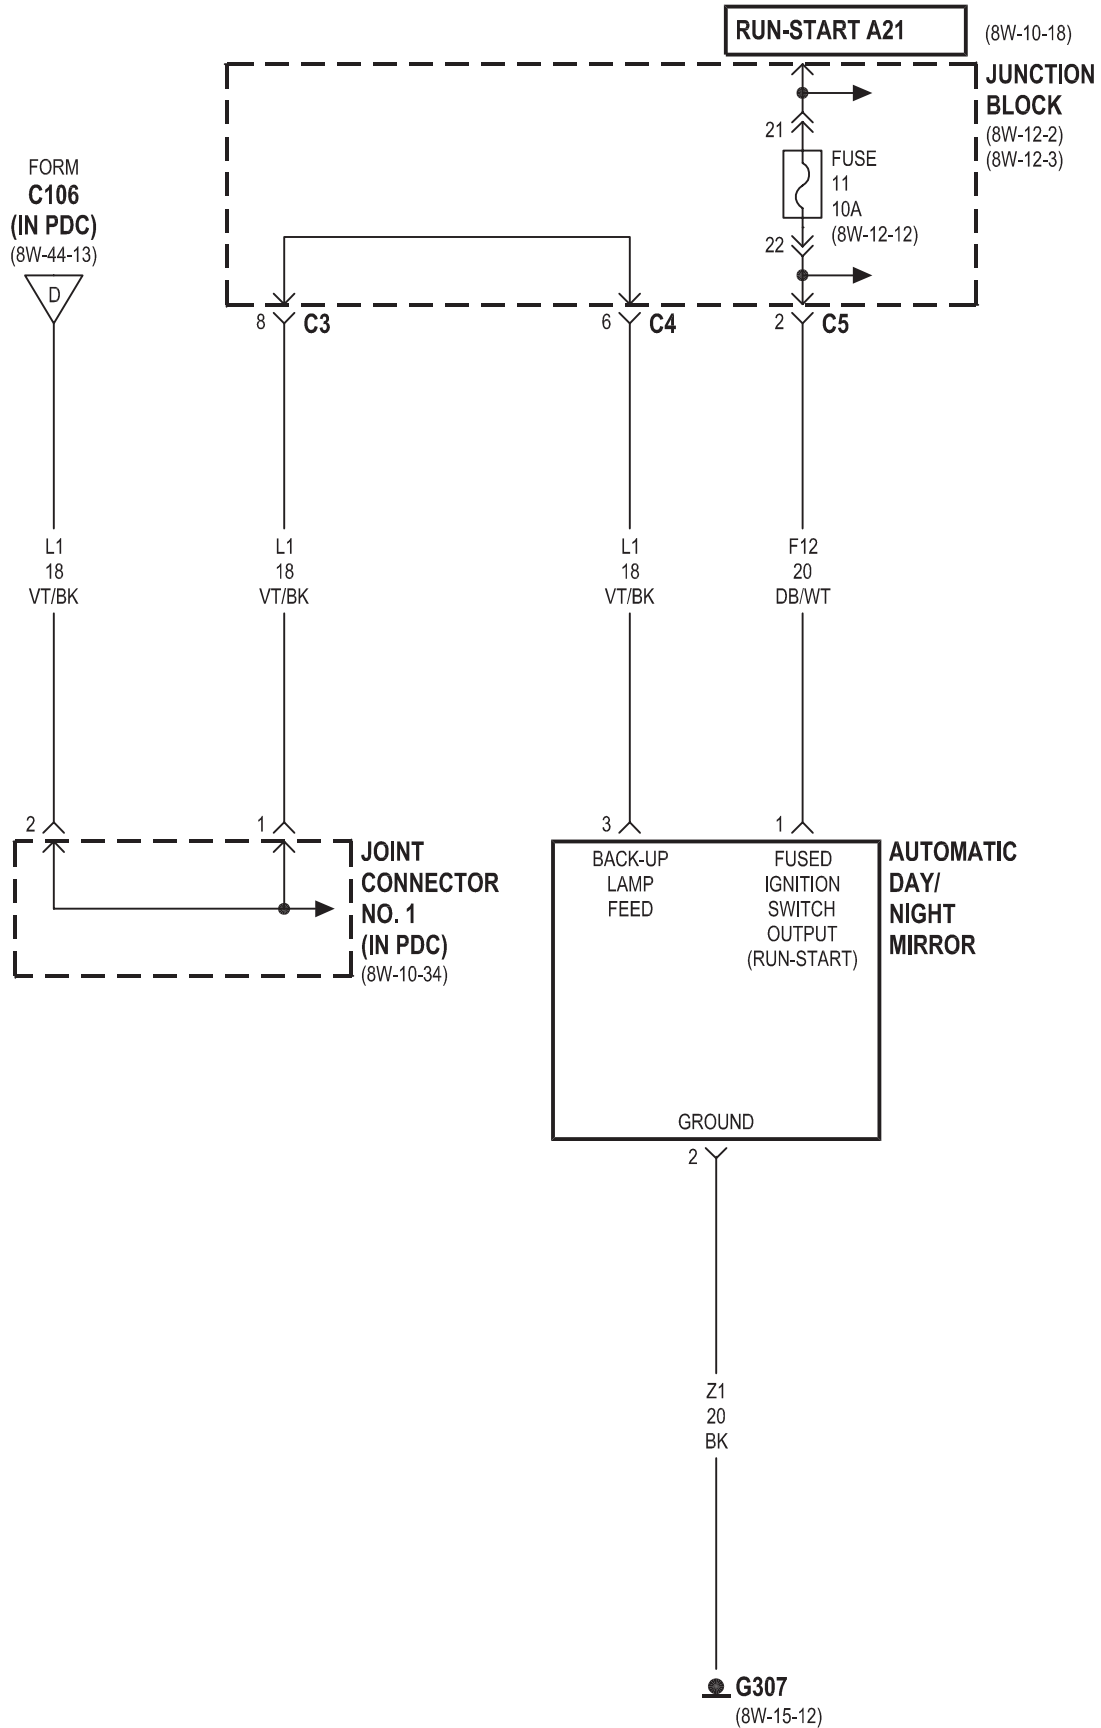 RUN-START A21
(8W-10-18)
JUNCTION
BLOCK
(8W-12-2)
(8W-12-3)
21
FUSE
11
10A
(8W-12-12)
22
FORM
C106
(IN PDC)
(8W-44-13)
D
8
C3
6
C4
2
C5
L1
18
VT/BK
L1
18
VT/BK
L1
18
VT/BK
F12
20
DB/WT
2
1
3
1
JOINT
CONNECTOR
NO. 1
(IN PDC)
(8W-10-34)
BACK-UP
LAMP
FEED
FUSED
IGNITION
SWITCH
OUTPUT
(RUN-START)
AUTOMATIC
DAY/
NIGHT
MIRROR
GROUND
2
Z1
20
BK
G307
(8W-15-12)